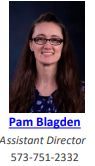 Pam Blagden
Assistant Director
573-751-2332